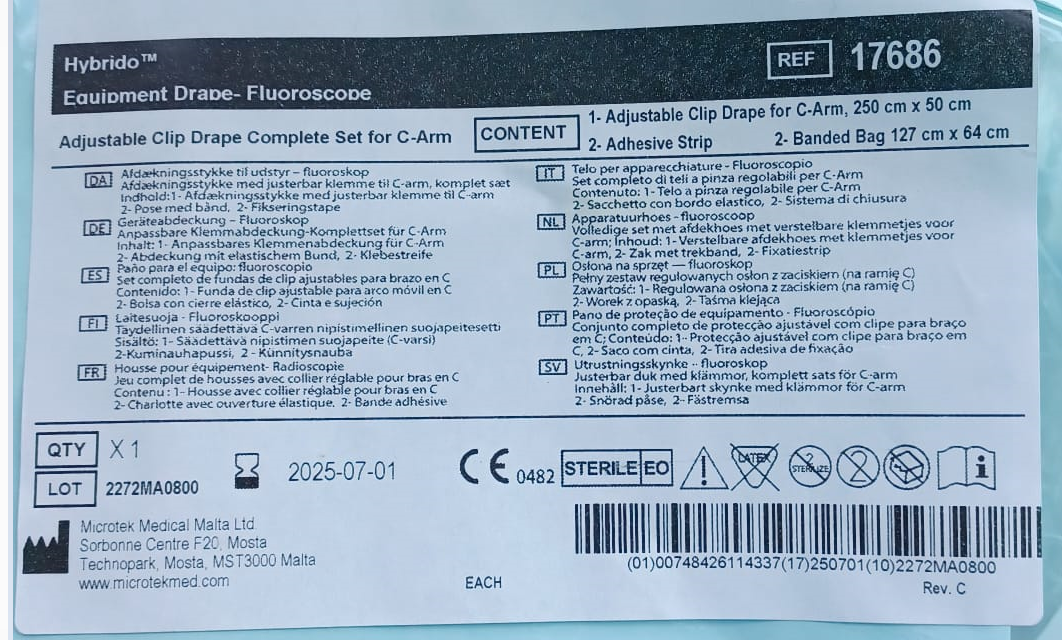 Hybrido™
REF 17686
Equipment Drape- Fluoroscope
Adjustable Clip Drape Complete Set for C-Arm
CONTENT
1- Adjustable Clip Drape for C-Arm, 250 cm x 50 cm
2- Adhesive Strip 2- Banded Bag 127 cm x 64 cm
DA Afdækningsstykke til udstyr – fluoroskop
Afdækningsstykke med justerbar klemme til C-arm, komplet sæt
Indhold:1- Afdækningsstykke med justerbar klemme til C-arm
2- Pose med bånd, 2- Fikseringstape
DE Geräteabdeckung – Fluoroskop
Anpassbare Klemmabdeckung-Komplettset für C-Arm
Inhalt: 1- Anpassbares Klemmenabdeckung für C-Arm
2- Abdeckung mit elastischem Bund, 2- Klebestreife
ES Paño para el equipo: fluoroscopio
Set completo de fundas de clip ajustables para brazo en C
Contenido: 1- Funda de clip ajustable para arco móvil en C
2- Bolsa con cierre elástico, 2- Cinta e sujeción
FI Laitesuoja - Fluoroskooppi
Taydellinen säädettävä C-varren nipistimellinen suojapeitesetti
Sisältö: 1- Säädettävä nipistimen suojapeite (C-varsi)
2-Kuminauhapussi, 2 - Künnitysnauba
FR Housse pour équipement- Radioscopie
Jeu complet de housses avec collier réglable pour bras en C
Contenu : 1- Housse avec collier réglable pour bras en C
2- Charlotte avec ouverture élastique, 2- Bande adhésive
IT Telo per apparecchiature - Fluoroscopio
Set completo di teli a pinza regolabili per C-Arm
Contenuto: 1- Telo a pinza regolabile per C-Arm
2- Sacchetto con bordo elastico, 2- Sistema di chiusura
NL Apparatuurhoes - fluoroscoop
Volledige set met afdekhoes met verstelbare klemmetjes voor
C-arm; Inhoud: 1- Verstelbare afdekhoes met klemmetjes voor
C-arm, 2- Zak met trekband, 2- Fixatiestrip
PL Osłona na sprzęt — fluoroskop
Pełny zestaw regulowanych osłon z zaciskiem (na ramię C)
Zawartość: 1- Regulowana osłona z zaciskiem (na ramię C)
2- Worek z opaską, 2- Taśma klejąca
PT Pano de proteção de equipamento - Fluoroscópio
Conjunto completo de protecção ajustável com clipe para braço
em C; Conteúdo: 1- Protecção ajustável com clipe para braço em
C, 2- Saco com cinta, 2- Tira adesiva de fixação
SV Utrustningsskynke - fluoroskop
Justerbar duk med klämmor, komplett sats för C-arm
Innehåll: 1- Justerbart skynke med klämmor för C-arm
2- Snörad påse, 2- Fästremsa
QTY X 1
LOT 2272MA0800
2025-07-01
CE 0482
STERILE EO
LATEX
2 STERILIZE
2
i
Microtek Medical Malta Ltd
Sorbonne Centre F20, Mosta
Technopark, Mosta, MST3000 Malta
www.microtekmed.com
EACH
(01)00748426114337(17)250701(10)2272MA0800
Rev. C